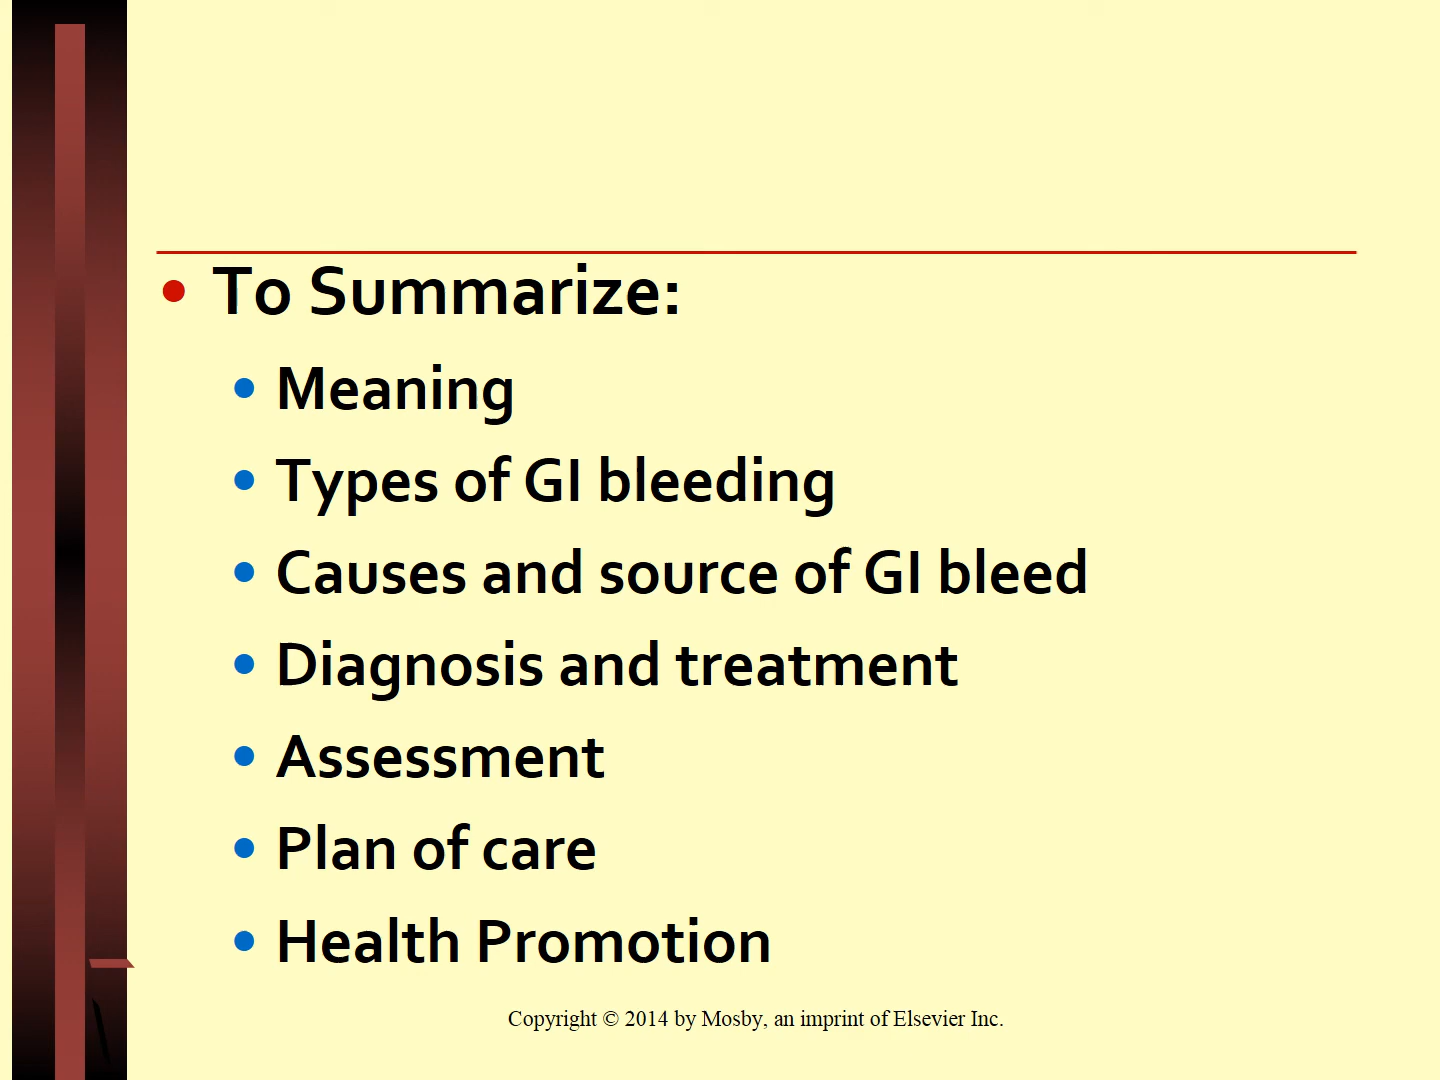 • To Summarize:
• Meaning
• Types of GI bleeding
• Causes and source of GI bleed
• Diagnosis and treatment
• Assessment
• Plan of care
• Health Promotion
Copyright © 2014 by Mosby, an imprint of Elsevier Inc.